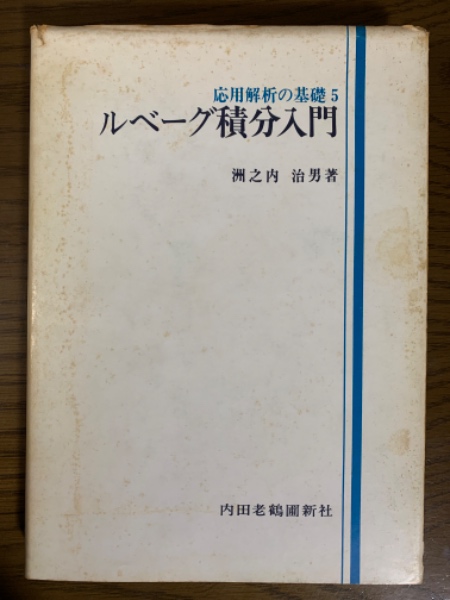 応用解析の基礎 5
ルベーグ積分入門
洲之内 治男著
内田老鶴圃新社